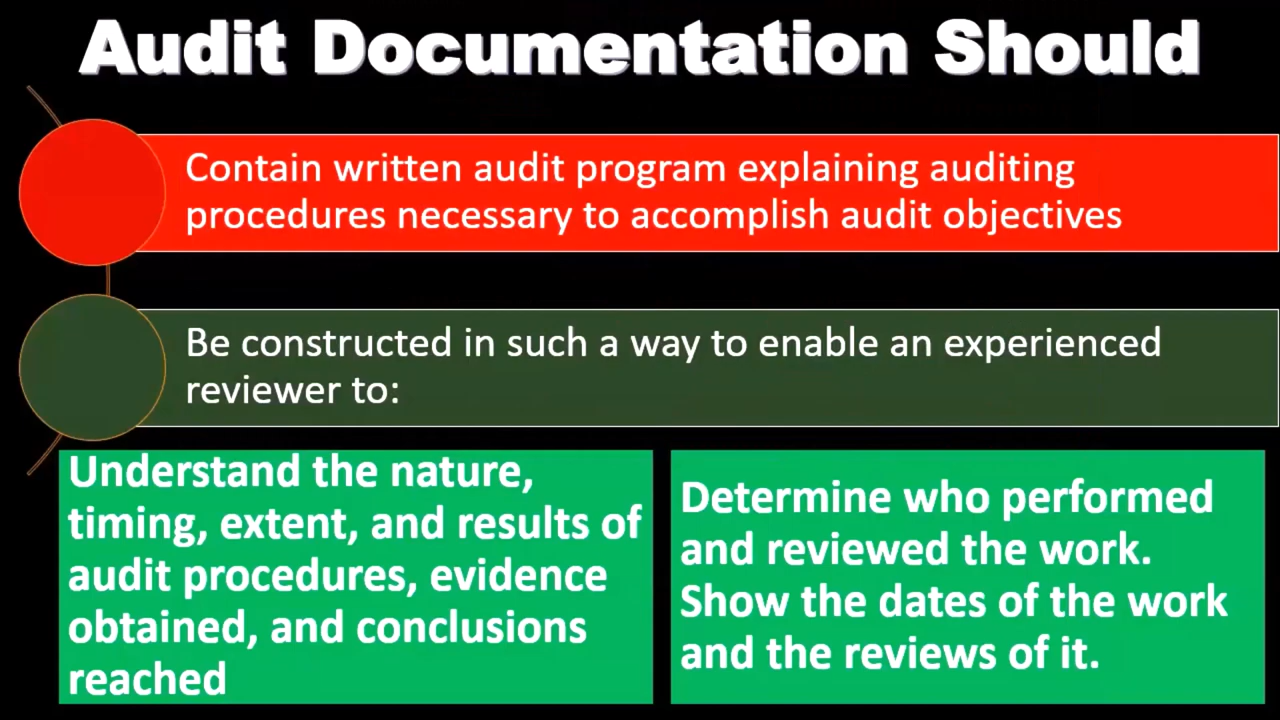 Audit Documentation Should
Contain written audit program explaining auditing
procedures necessary to accomplish audit objectives
Be constructed in such a way to enable an experienced
reviewer to:
Understand the nature,
timing, extent, and results of
audit procedures, evidence
obtained, and conclusions
reached
Determine who performed
and reviewed the work.
Show the dates of the work
and the reviews of it.